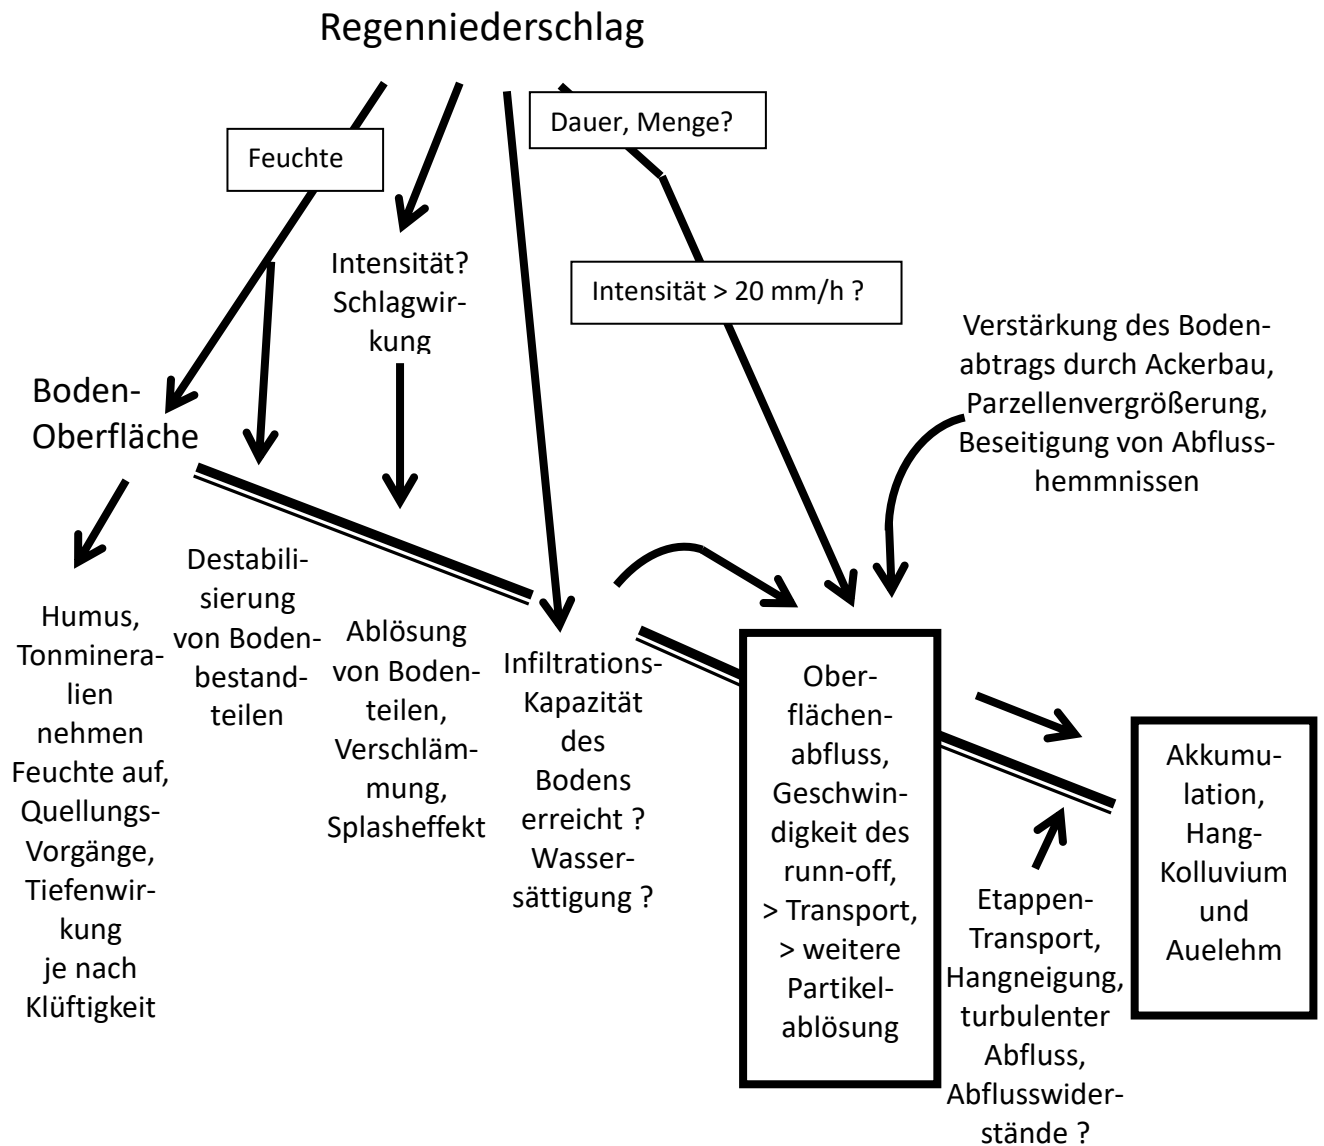 Regenniederschlag
Dauer, Menge?
Feuchte
Intensität?
Schlagwir-
kung
Intensität > 20 mm/h ?
Verstärkung des Boden-
abtrags durch Ackerbau,
Parzellenvergrößerung,
Beseitigung von Abfluss-
hemmnissen
Boden-
Oberfläche
Humus,
Tonminera-
lien
nehmen
Feuchte auf,
Quellungs-
Vorgänge,
Tiefenwir-
kung
je nach
Klüftigkeit
Destabili-
sierung
von Boden-
bestand-
teilen
Ablösung
von Boden-
teilen,
Verschläm-
mung,
Splasheffekt
Infiltrations-
Kapazität
des
Bodens
erreicht ?
Wasser-
sättigung ?
Ober-
flächen-
abfluss,
Geschwin-
digkeit des
runn-off,
> Transport,
> weitere
Partikel-
ablösung
Etappen-
Transport,
Hangneigung,
turbulenter
Abfluss,
Abflusswider-
stände ?
Akkumu-
lation,
Hang-
Kolluvium
und
Auelehm